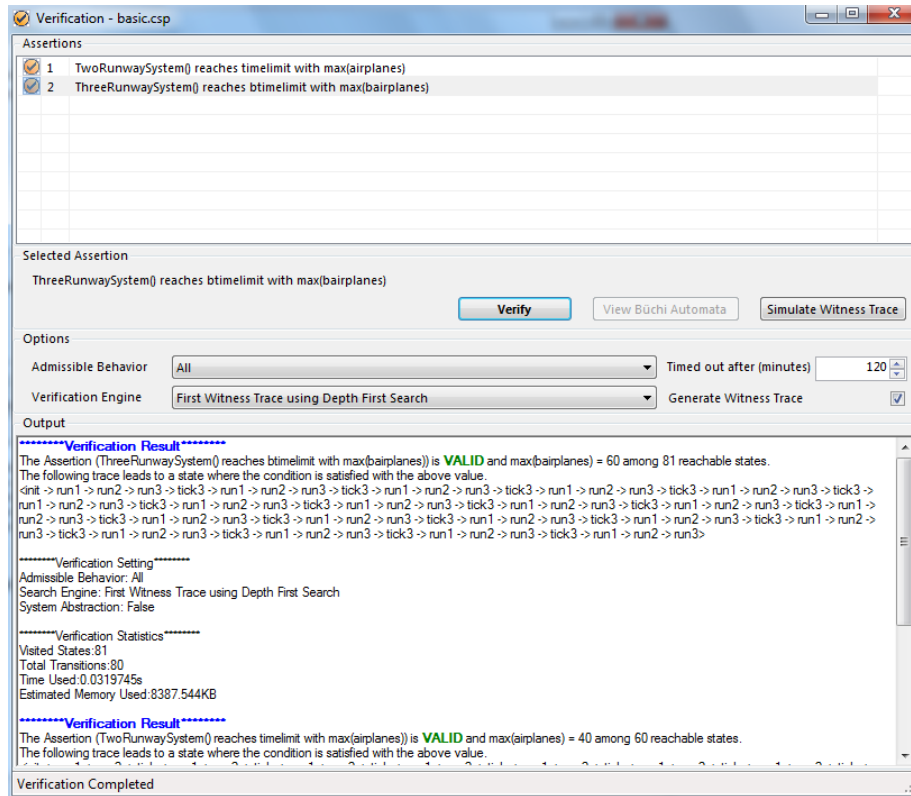 Verification - basic.csp
Assertions
1 TwoRunwaySystem() reaches timelimit with max(airplanes)
2 ThreeRunwaySystem() reaches btimelimit with max(bairplanes)
Selected Assertion
ThreeRunwaySystem() reaches btimelimit with max(bairplanes)
Verify View Büchi Automata Simulate Witness Trace
Options
Admissible Behavior All Timed out after (minutes) 120
Verification Engine First Witness Trace using Depth First Search Generate Witness Trace
Output
********Verification Result********
The Assertion (ThreeRunwaySystem() reaches btimelimit with max(bairplanes)) is VALID and max(bairplanes) = 60 among 81 reachable states.
The following trace leads to a state where the condition is satisfied with the above value.
<init -> run1 -> run2 -> run3 -> tick3 -> run1 -> run2 -> run3 -> tick3 -> run1 -> run2 -> run3 -> tick3 -> run1 -> run2 -> run3 -> tick3 -> run1 -> run2 -> run3 -> tick3 ->
run1 -> run2 -> run3 -> tick3 -> run1 -> run2 -> run3 -> tick3 -> run1 -> run2 -> run3 -> tick3 -> run1 -> run2 -> run3 -> tick3 -> run1 -> run2 -> run3 -> tick3 -> run1 ->
run2 -> run3 -> tick3 -> run1 -> run2 -> run3 -> tick3 -> run1 -> run2 -> run3 -> tick3 -> run1 -> run2 -> run3 -> tick3 -> run1 -> run2 -> run3 -> tick3 -> run1 -> run2 ->
run3 -> tick3 -> run1 -> run2 -> run3 -> tick3 -> run1 -> run2 -> run3 -> tick3 -> run1 -> run2 -> run3 -> tick3 -> run1 -> run2 -> run3>
********Verification Setting********
Admissible Behavior: All
Search Engine: First Witness Trace using Depth First Search
System Abstraction: False
********Verification Statistics********
Visited States:81
Total Transitions:80
Time Used:0.0319745s
Estimated Memory Used:8387.544KB
********Verification Result********
The Assertion (TwoRunwaySystem() reaches timelimit with max(airplanes)) is VALID and max(airplanes) = 40 among 60 reachable states.
The following trace leads to a state where the condition is satisfied with the above value.
Verification Completed